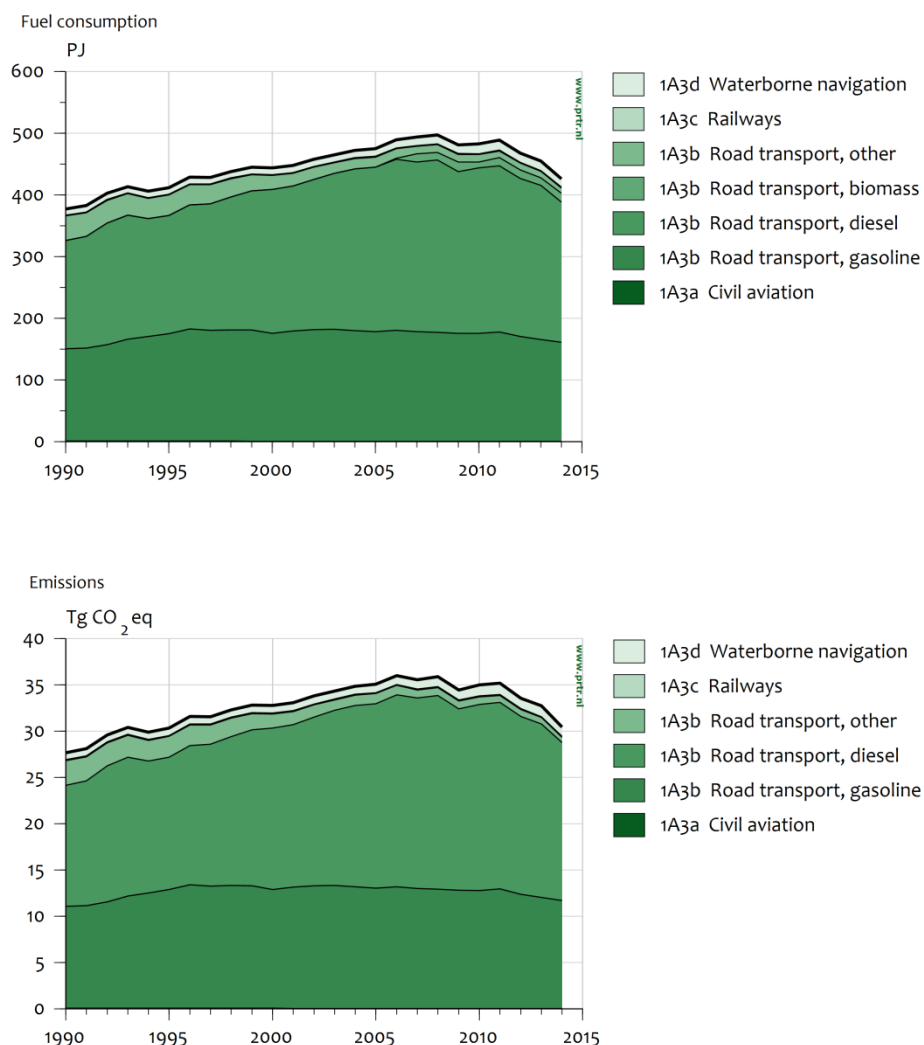 Fuel consumption
PJ
600
500
400
300
200
100
0
1990 1995 2000 2005 2010 2015
www.prtr.nl
1A3d Waterborne navigation
1A3c Railways
1A3b Road transport, other
1A3b Road transport, biomass
1A3b Road transport, diesel
1A3b Road transport, gasoline
1A3a Civil aviation
Emissions
Tg CO2 eq
40
35
30
25
20
15
10
5
0
1990 1995 2000 2005 2010 2015
www.prtr.nl
1A3d Waterborne navigation
1A3c Railways
1A3b Road transport, other
1A3b Road transport, diesel
1A3b Road transport, gasoline
1A3a Civil aviation